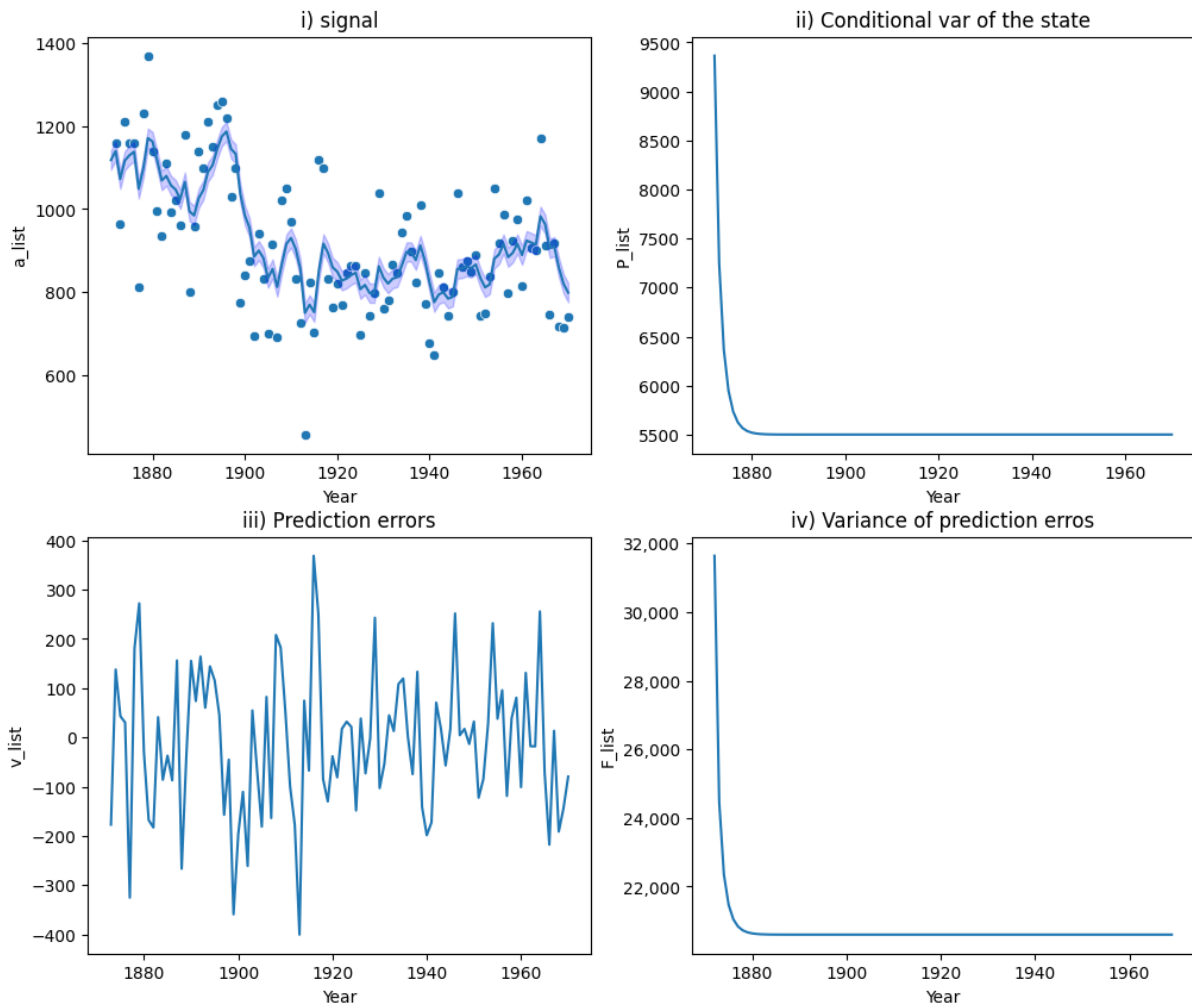 i) signal
1400
1200
1000
800
600
a_list
1880 1900 1920 1940 1960
Year
ii) Conditional var of the state
9500
9000
8500
8000
7500
7000
6500
6000
5500
P_list
1880 1900 1920 1940 1960
Year
iii) Prediction errors
400
300
200
100
0
−100
−200
−300
−400
v_list
1880 1900 1920 1940 1960
Year
iv) Variance of prediction erros
32,000
30,000
28,000
26,000
24,000
22,000
F_list
1880 1900 1920 1940 1960
Year